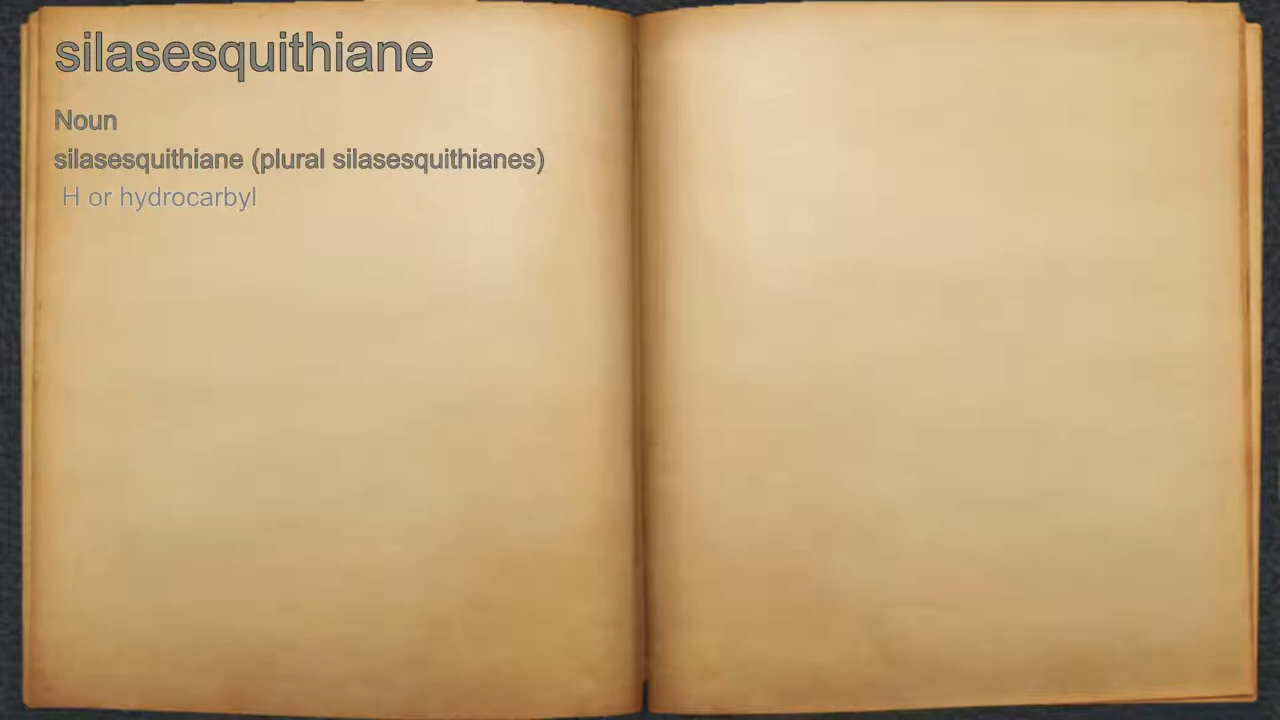 silasesquithiane
Noun
silasesquithiane (plural silasesquithianes)
H or hydrocarbyl